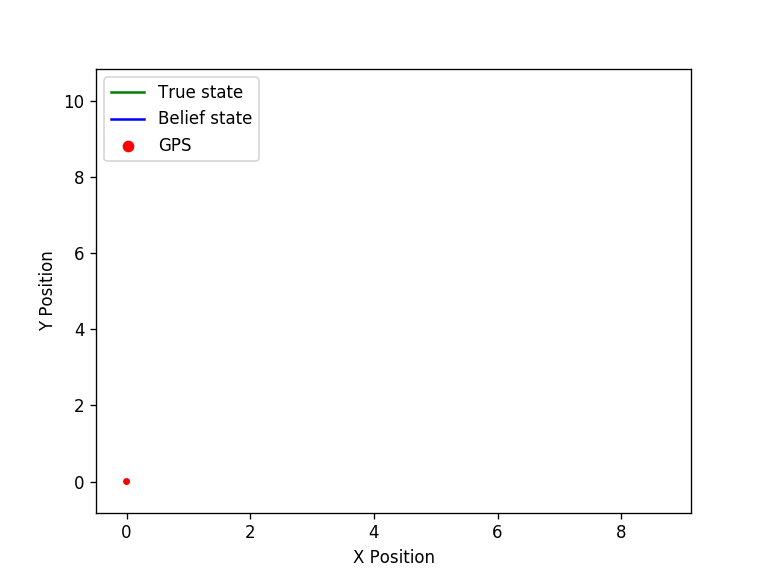 True state
Belief state
GPS
10
8
6
4
2
0
Y Position
0 2 4 6 8
X Position